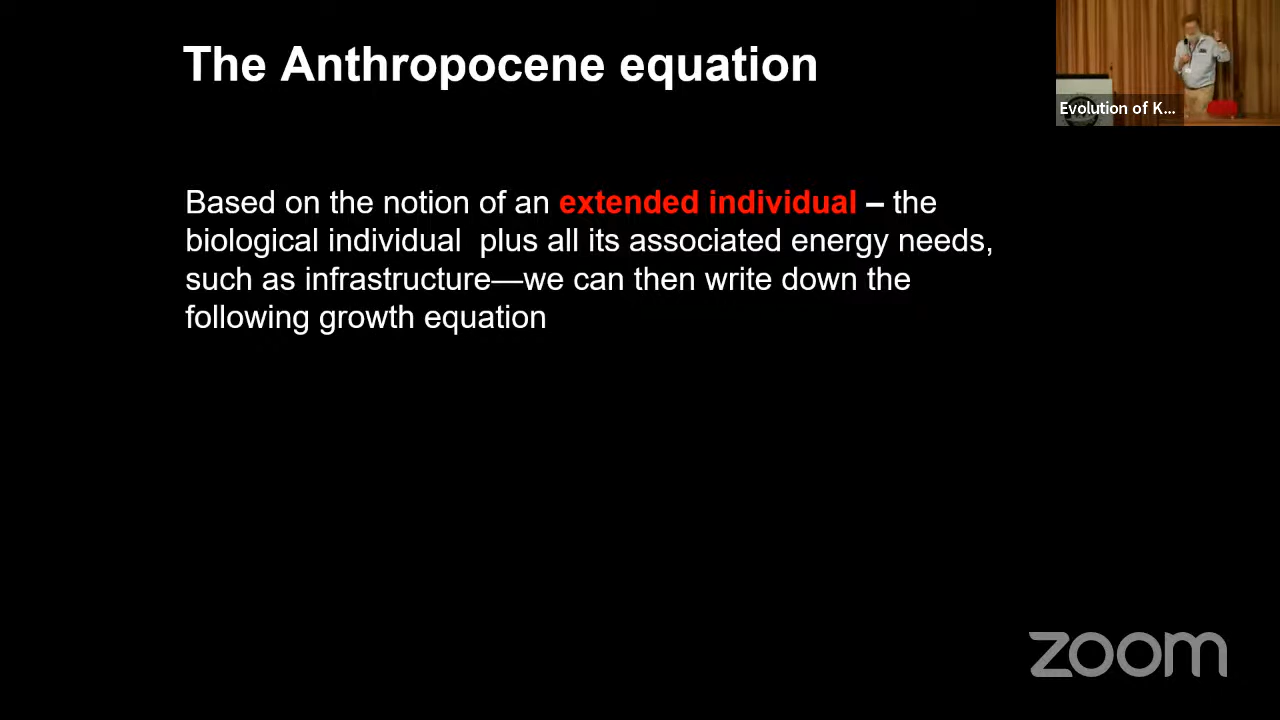 The Anthropocene equation
Evolution of K...
Based on the notion of an extended individual – the
biological individual  plus all its associated energy needs,
such as infrastructure—we can then write down the
following growth equation
zoom